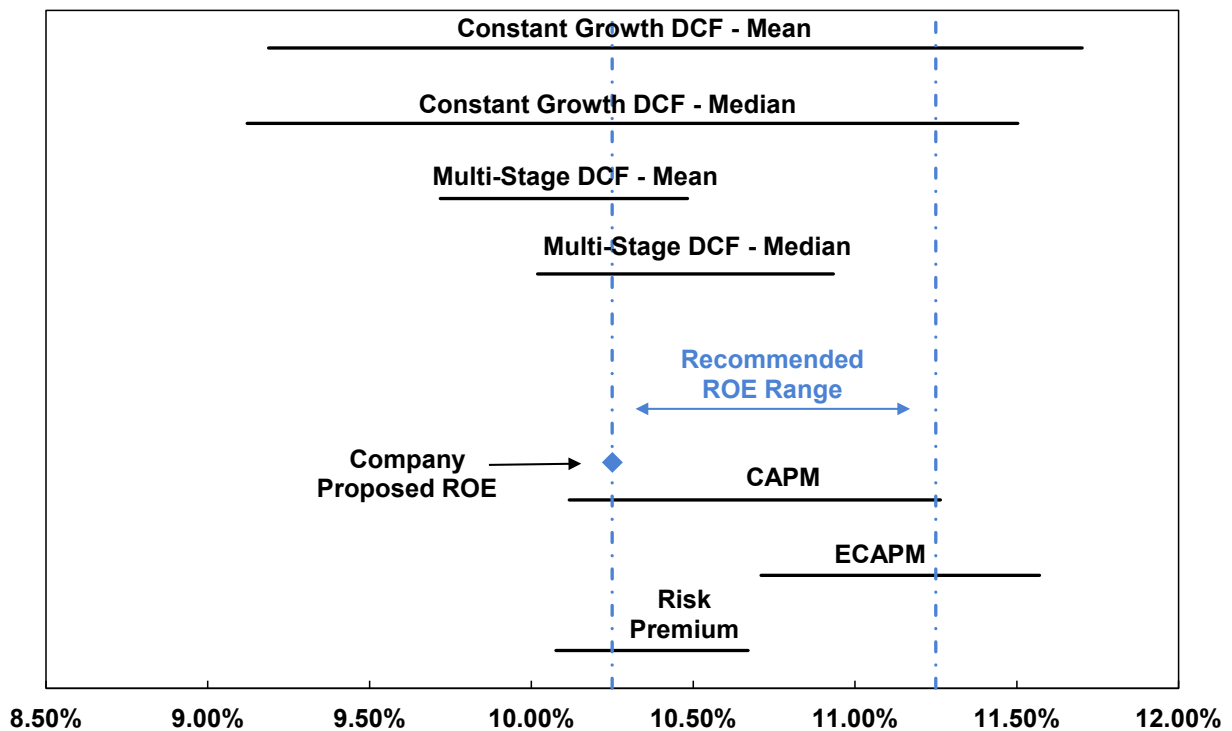 Constant Growth DCF - Mean
Constant Growth DCF - Median
Multi-Stage DCF - Mean
Multi-Stage DCF - Median
Recommended
ROE Range
Company
Proposed ROE
CAPM
ECAPM
Risk
Premium
8.50% 9.00% 9.50% 10.00% 10.50% 11.00% 11.50% 12.00%